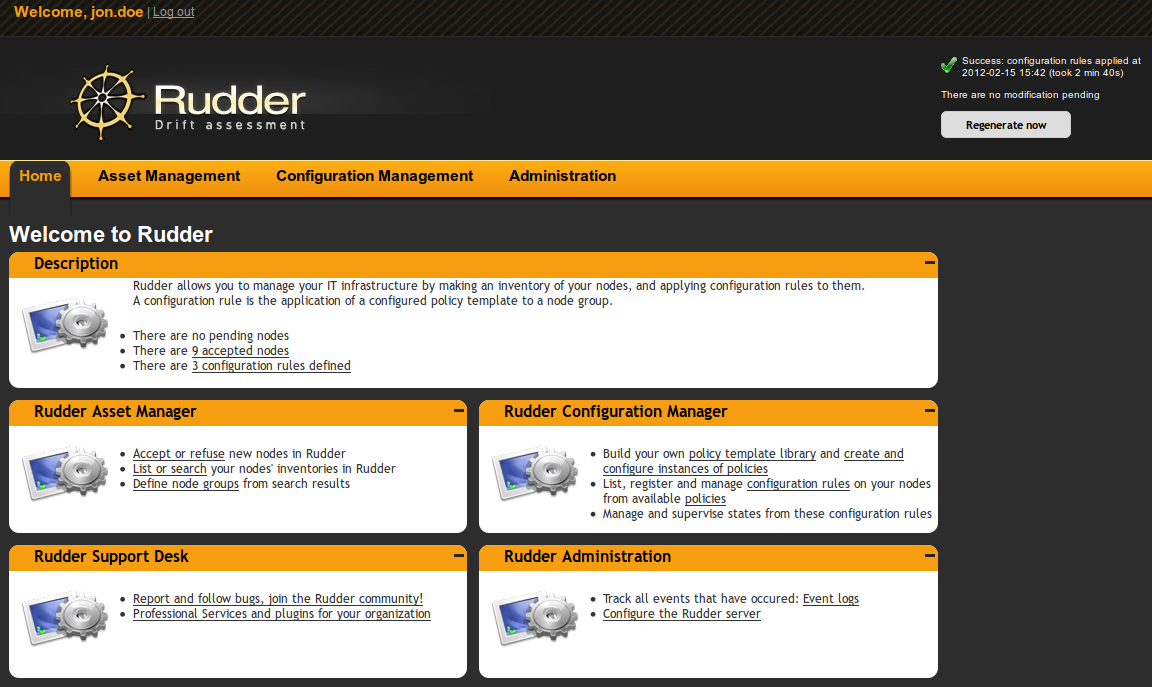 Welcome, jon.doe | Log out
Success: configuration rules applied at
2012-02-15 15:42 (took 2 min 40s)
There are no modification pending
Regenerate now
Rudder
Drift assessment
Home
Asset Management
Configuration Management
Administration
Welcome to Rudder
Description
Rudder allows you to manage your IT infrastructure by making an inventory of your nodes, and applying configuration rules to them.
A configuration rule is the application of a configured policy template to a node group.
There are no pending nodes
There are 9 accepted nodes
There are 3 configuration rules defined
Rudder Asset Manager
Accept or refuse new nodes in Rudder
List or search your nodes' inventories in Rudder
Define node groups from search results
Rudder Configuration Manager
Build your own policy template library and create and
configure instances of policies
List, register and manage configuration rules on your nodes
from available policies
Manage and supervise states from these configuration rules
Rudder Support Desk
Report and follow bugs, join the Rudder community!
Professional Services and plugins for your organization
Rudder Administration
Track all events that have occured: Event logs
Configure the Rudder server